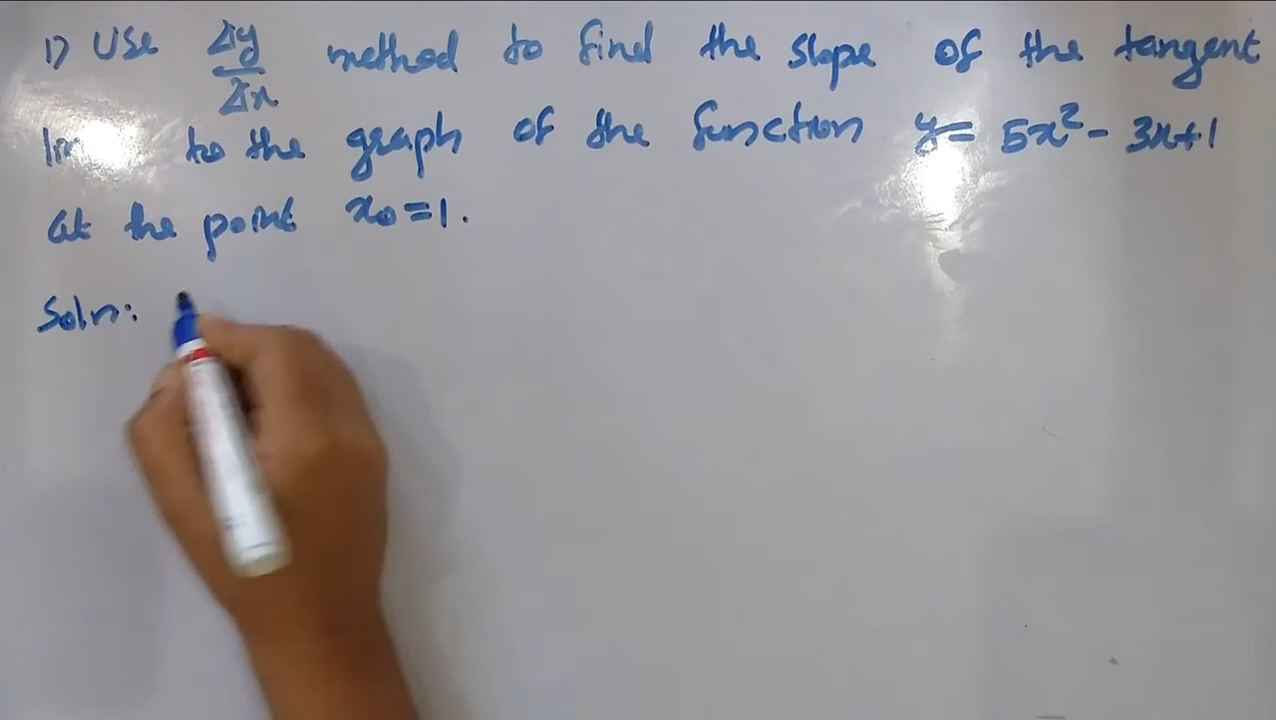 1) Use Δy/Δx method to find the slope of the tangent
to the graph of the function y = 5x² - 3x+1
at the point x₀ = 1.
Soln: